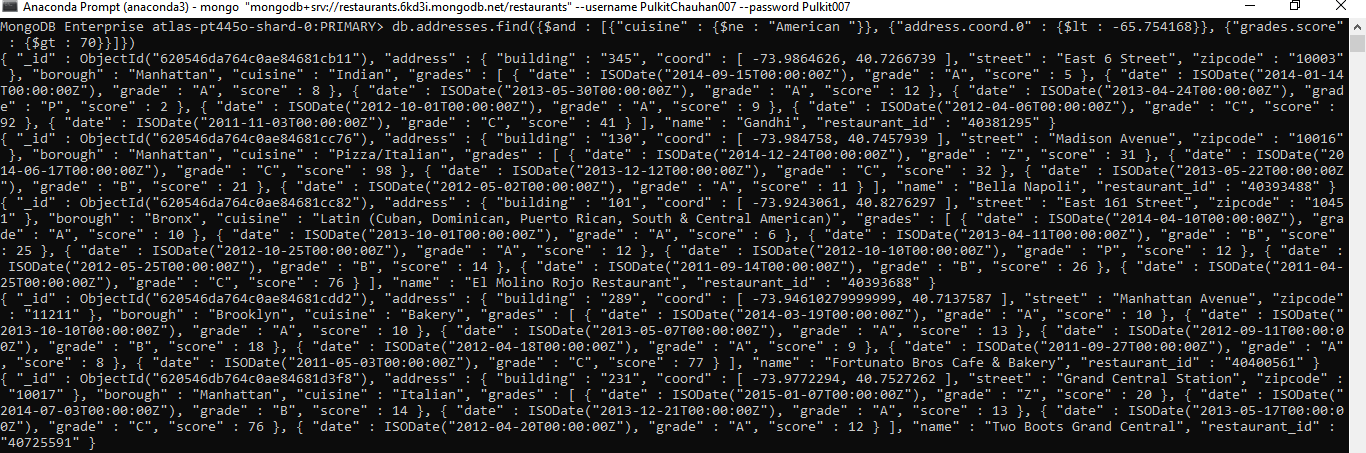 Anaconda Prompt (anaconda3) - mongo "mongodb+srv://restaurants.6kd3i.mongodb.net/restaurants" --username PulkitChauhan007 --password Pulkit007
MongoDB Enterprise atlas-pt445o-shard-0:PRIMARY> db.addresses.find({$and : [{"cuisine" : {$ne : "American "}}, {"address.coord.0" : {$lt : -65.754168}}, {"grades.score"
 : {$gt : 70}}]})
{ "_id" : ObjectId("620546da764c0ae84681cb11"), "address" : { "building" : "345", "coord" : [ -73.9864626, 40.7266739 ], "street" : "East 6 Street", "zipcode" : "10003"
 }, "borough" : "Manhattan", "cuisine" : "Indian", "grades" : [ { "date" : ISODate("2014-09-15T00:00:00Z"), "grade" : "A", "score" : 5 }, { "date" : ISODate("2014-01-14
T00:00:00Z"), "grade" : "A", "score" : 8 }, { "date" : ISODate("2013-05-30T00:00:00Z"), "grade" : "A", "score" : 12 }, { "date" : ISODate("2013-04-24T00:00:00Z"), "grad
e" : "P", "score" : 2 }, { "date" : ISODate("2012-10-01T00:00:00Z"), "grade" : "A", "score" : 9 }, { "date" : ISODate("2012-04-06T00:00:00Z"), "grade" : "C", "score" :
92 }, { "date" : ISODate("2011-11-03T00:00:00Z"), "grade" : "C", "score" : 41 } ], "name" : "Gandhi", "restaurant_id" : "40381295" }
{ "_id" : ObjectId("620546da764c0ae84681cc76"), "address" : { "building" : "130", "coord" : [ -73.984758, 40.7457939 ], "street" : "Madison Avenue", "zipcode" : "10016"
 }, "borough" : "Manhattan", "cuisine" : "Pizza/Italian", "grades" : [ { "date" : ISODate("2014-12-24T00:00:00Z"), "grade" : "Z", "score" : 31 }, { "date" : ISODate("20
14-06-17T00:00:00Z"), "grade" : "C", "score" : 98 }, { "date" : ISODate("2013-12-12T00:00:00Z"), "grade" : "C", "score" : 32 }, { "date" : ISODate("2013-05-22T00:00:00Z
"), "grade" : "B", "score" : 21 }, { "date" : ISODate("2012-05-02T00:00:00Z"), "grade" : "A", "score" : 11 } ], "name" : "Bella Napoli", "restaurant_id" : "40393488" }
{ "_id" : ObjectId("620546da764c0ae84681cc82"), "address" : { "building" : "101", "coord" : [ -73.9243061, 40.8276297 ], "street" : "East 161 Street", "zipcode" : "1045
1" }, "borough" : "Bronx", "cuisine" : "Latin (Cuban, Dominican, Puerto Rican, South & Central American)", "grades" : [ { "date" : ISODate("2014-04-10T00:00:00Z"), "gra
de" : "A", "score" : 10 }, { "date" : ISODate("2013-10-01T00:00:00Z"), "grade" : "A", "score" : 6 }, { "date" : ISODate("2013-04-11T00:00:00Z"), "grade" : "B", "score"
: 25 }, { "date" : ISODate("2012-10-25T00:00:00Z"), "grade" : "A", "score" : 12 }, { "date" : ISODate("2012-10-10T00:00:00Z"), "grade" : "P", "score" : 12 }, { "date" :
 ISODate("2012-05-25T00:00:00Z"), "grade" : "B", "score" : 14 }, { "date" : ISODate("2011-09-14T00:00:00Z"), "grade" : "B", "score" : 26 }, { "date" : ISODate("2011-04-
25T00:00:00Z"), "grade" : "C", "score" : 76 } ], "name" : "El Molino Rojo Restaurant", "restaurant_id" : "40393688" }
{ "_id" : ObjectId("620546da764c0ae84681cdd2"), "address" : { "building" : "289", "coord" : [ -73.94610279999999, 40.7137587 ], "street" : "Manhattan Avenue", "zipcode"
 : "11211" }, "borough" : "Brooklyn", "cuisine" : "Bakery", "grades" : [ { "date" : ISODate("2014-03-19T00:00:00Z"), "grade" : "A", "score" : 10 }, { "date" : ISODate("
2013-10-10T00:00:00Z"), "grade" : "A", "score" : 10 }, { "date" : ISODate("2013-05-07T00:00:00Z"), "grade" : "A", "score" : 13 }, { "date" : ISODate("2012-09-11T00:00:0
0Z"), "grade" : "B", "score" : 18 }, { "date" : ISODate("2012-04-18T00:00:00Z"), "grade" : "A", "score" : 9 }, { "date" : ISODate("2011-09-27T00:00:00Z"), "grade" : "A"
, "score" : 8 }, { "date" : ISODate("2011-05-03T00:00:00Z"), "grade" : "C", "score" : 77 } ], "name" : "Fortunato Bros Cafe & Bakery", "restaurant_id" : "40400561" }
{ "_id" : ObjectId("620546db764c0ae84681d3f8"), "address" : { "building" : "231", "coord" : [ -73.9772294, 40.7527262 ], "street" : "Grand Central Station", "zipcode" :
 "10017" }, "borough" : "Manhattan", "cuisine" : "Italian", "grades" : [ { "date" : ISODate("2015-01-07T00:00:00Z"), "grade" : "Z", "score" : 20 }, { "date" : ISODate("
2014-07-03T00:00:00Z"), "grade" : "B", "score" : 14 }, { "date" : ISODate("2013-12-21T00:00:00Z"), "grade" : "A", "score" : 13 }, { "date" : ISODate("2013-05-17T00:00:0
0Z"), "grade" : "C", "score" : 76 }, { "date" : ISODate("2012-04-20T00:00:00Z"), "grade" : "A", "score" : 12 } ], "name" : "Two Boots Grand Central", "restaurant_id" :
"40725591" }